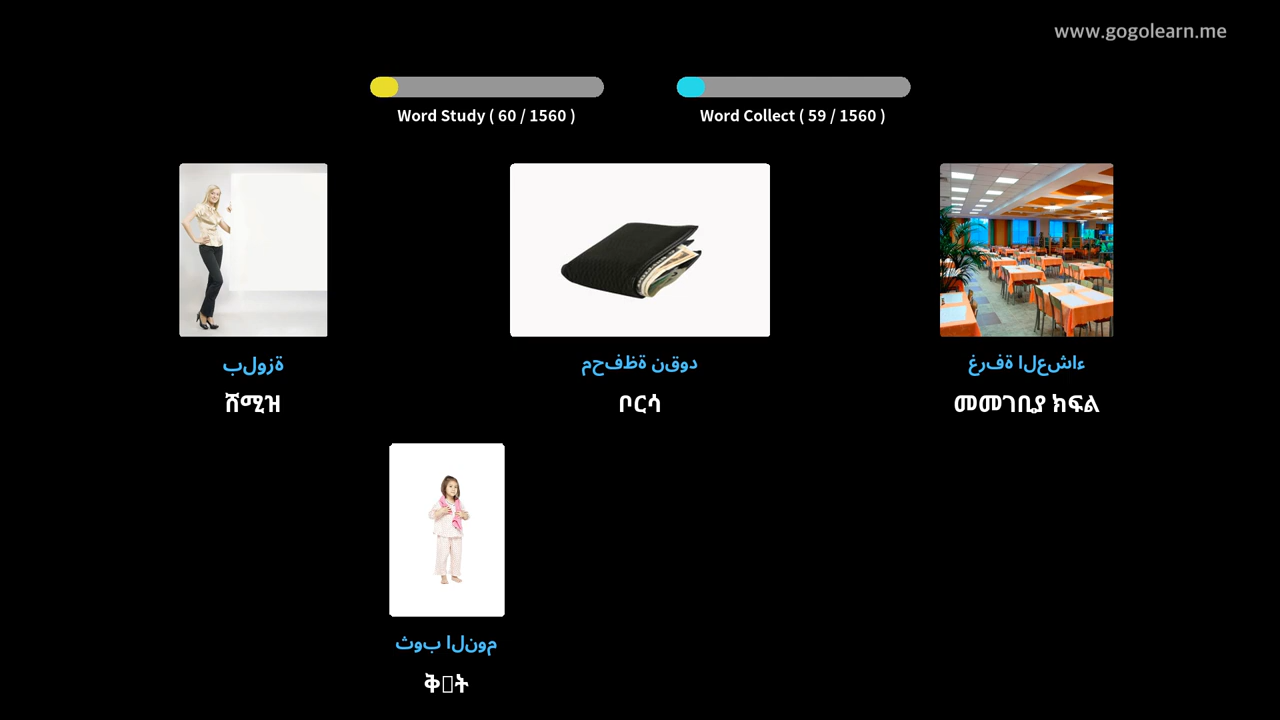 www.gogolearn.me
Word Study ( 60 / 1560 )
Word Collect ( 59 / 1560 )
بلوزة
ሸሚዝ
محفظة نقود
ቦርሳ
غرفة العشاء
መመገቢያ ክፍል
ثوب النوم
ቅ▯ት